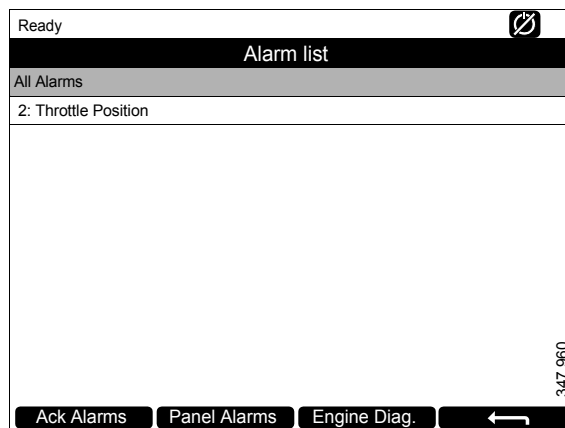 Ready
Alarm list
All Alarms
2: Throttle Position
347 960
Ack Alarms Panel Alarms Engine Diag.